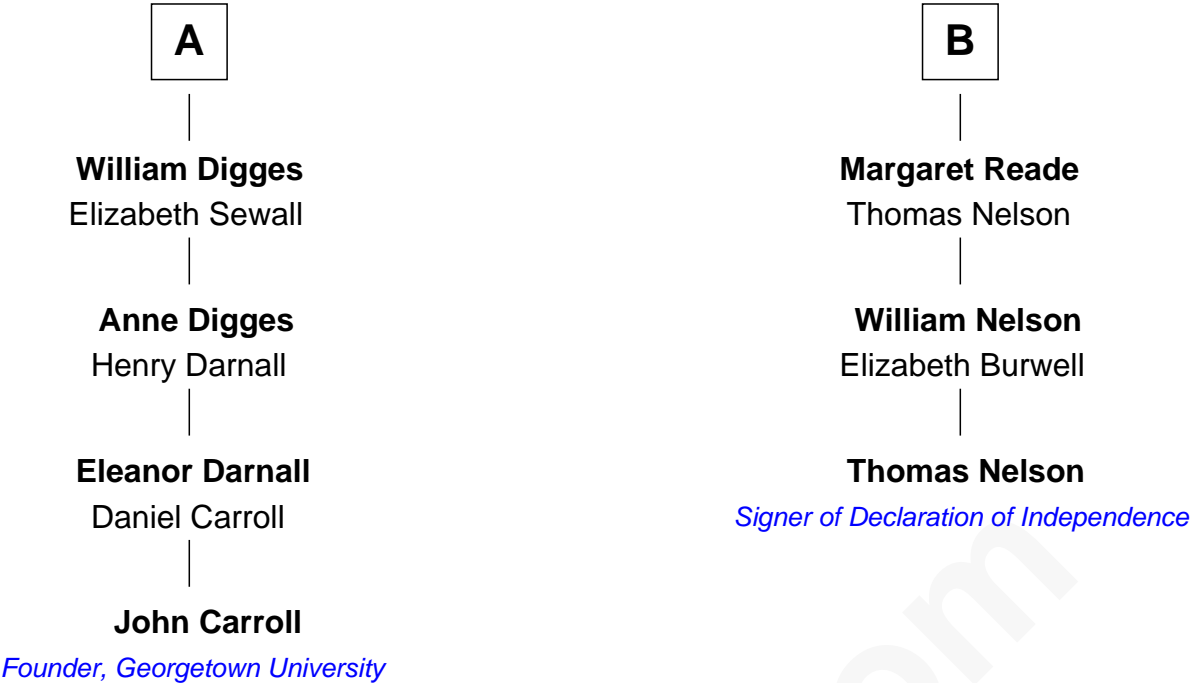 A
William Digges
Elizabeth Sewall
Anne Digges
Henry Darnall
Eleanor Darnall
Daniel Carroll
John Carroll
Founder, Georgetown University
B
Margaret Reade
Thomas Nelson
William Nelson
Elizabeth Burwell
Thomas Nelson
Signer of Declaration of Independence